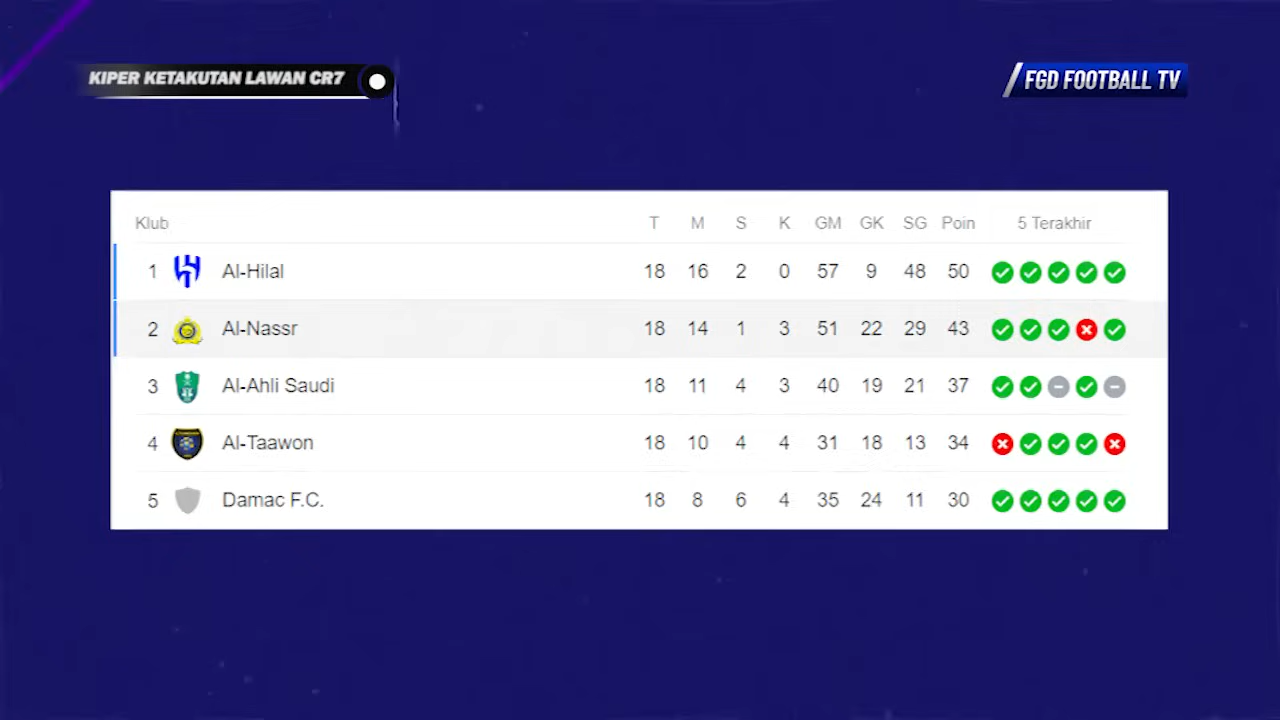 KIPER KETAKUTAN LAWAN CR7
FGD FOOTBALL TV
Klub T M S K GM GK SG Poin 5 Terakhir
1 Al-Hilal 18 16 2 0 57 9 48 50
2 Al-Nassr 18 14 1 3 51 22 29 43
3 Al-Ahli Saudi 18 11 4 3 40 19 21 37
4 Al-Taawon 18 10 4 4 31 18 13 34
5 Damac F.C. 18 8 6 4 35 24 11 30